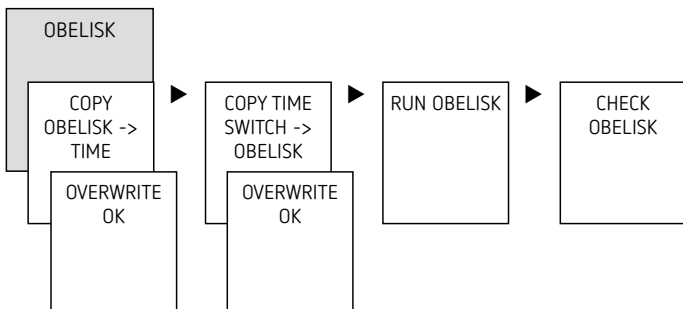 OBELISK
COPY
OBELISK ->
TIME
OVERWRITE
OK
COPY TIME
SWITCH ->
OBELISK
OVERWRITE
OK
RUN OBELISK
CHECK
OBELISK